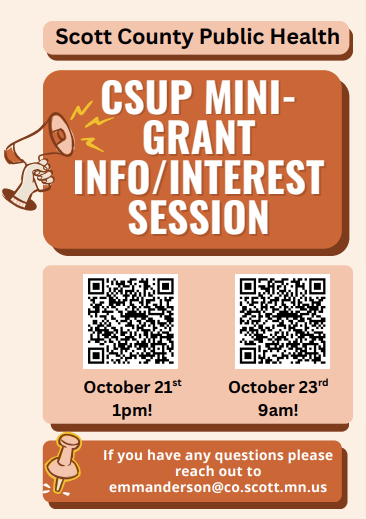 Scott County Public Health
CSUP MINI-
GRANT
INFO/INTEREST
SESSION
October 21st
1pm!
October 23rd
9am!
If you have any questions please
reach out to
emmanderson@co.scott.mn.us